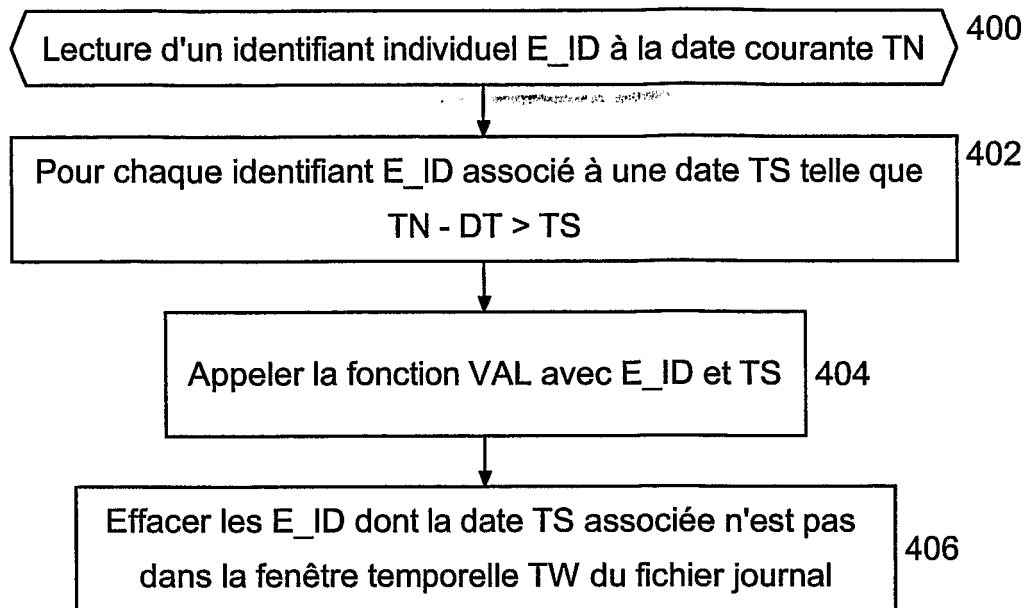 Lecture d'un identifiant individuel E_ID à la date courante TN
400
Pour chaque identifiant E_ID associé à une date TS telle que
TN - DT > TS
402
Appeler la fonction VAL avec E_ID et TS
404
Effacer les E_ID dont la date TS associée n'est pas
dans la fenêtre temporelle TW du fichier journal
406